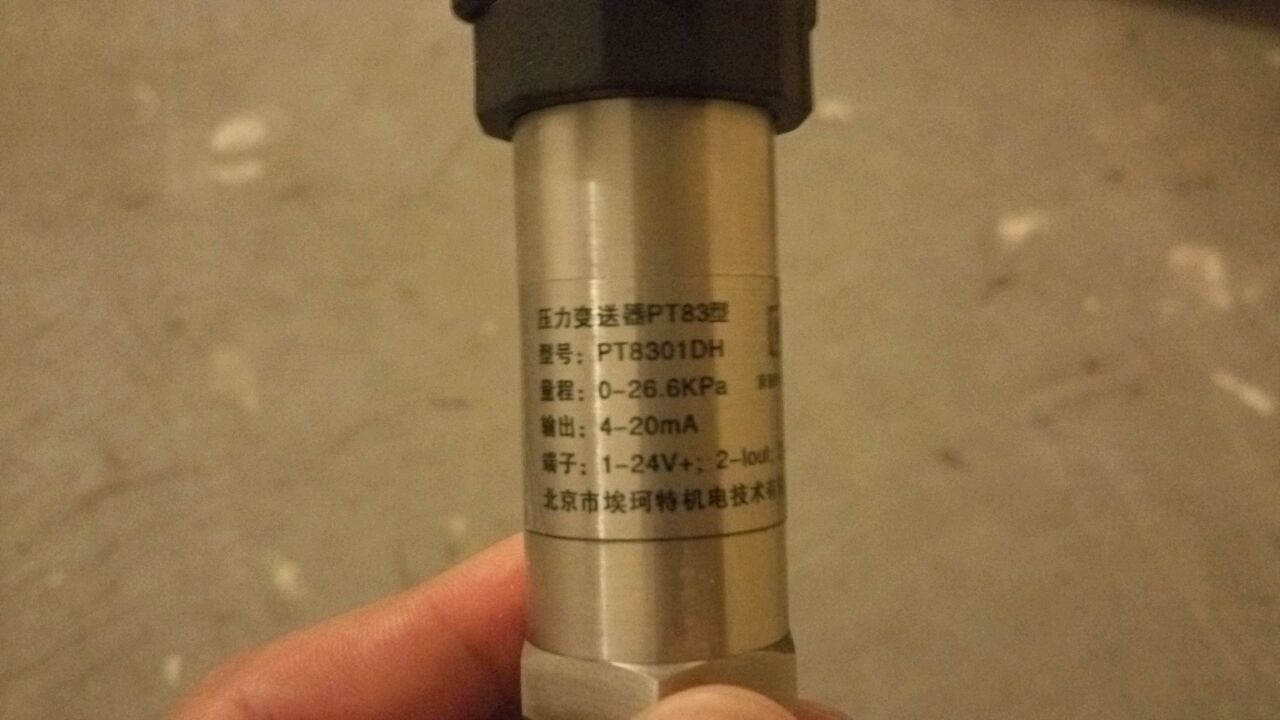 压力变送器PT83型
型号：PT8301DH
量程：0-26.6KPa
输出：4-20mA
端子：1-24V+；2-Iout；
北京市埃珂特机电技术有